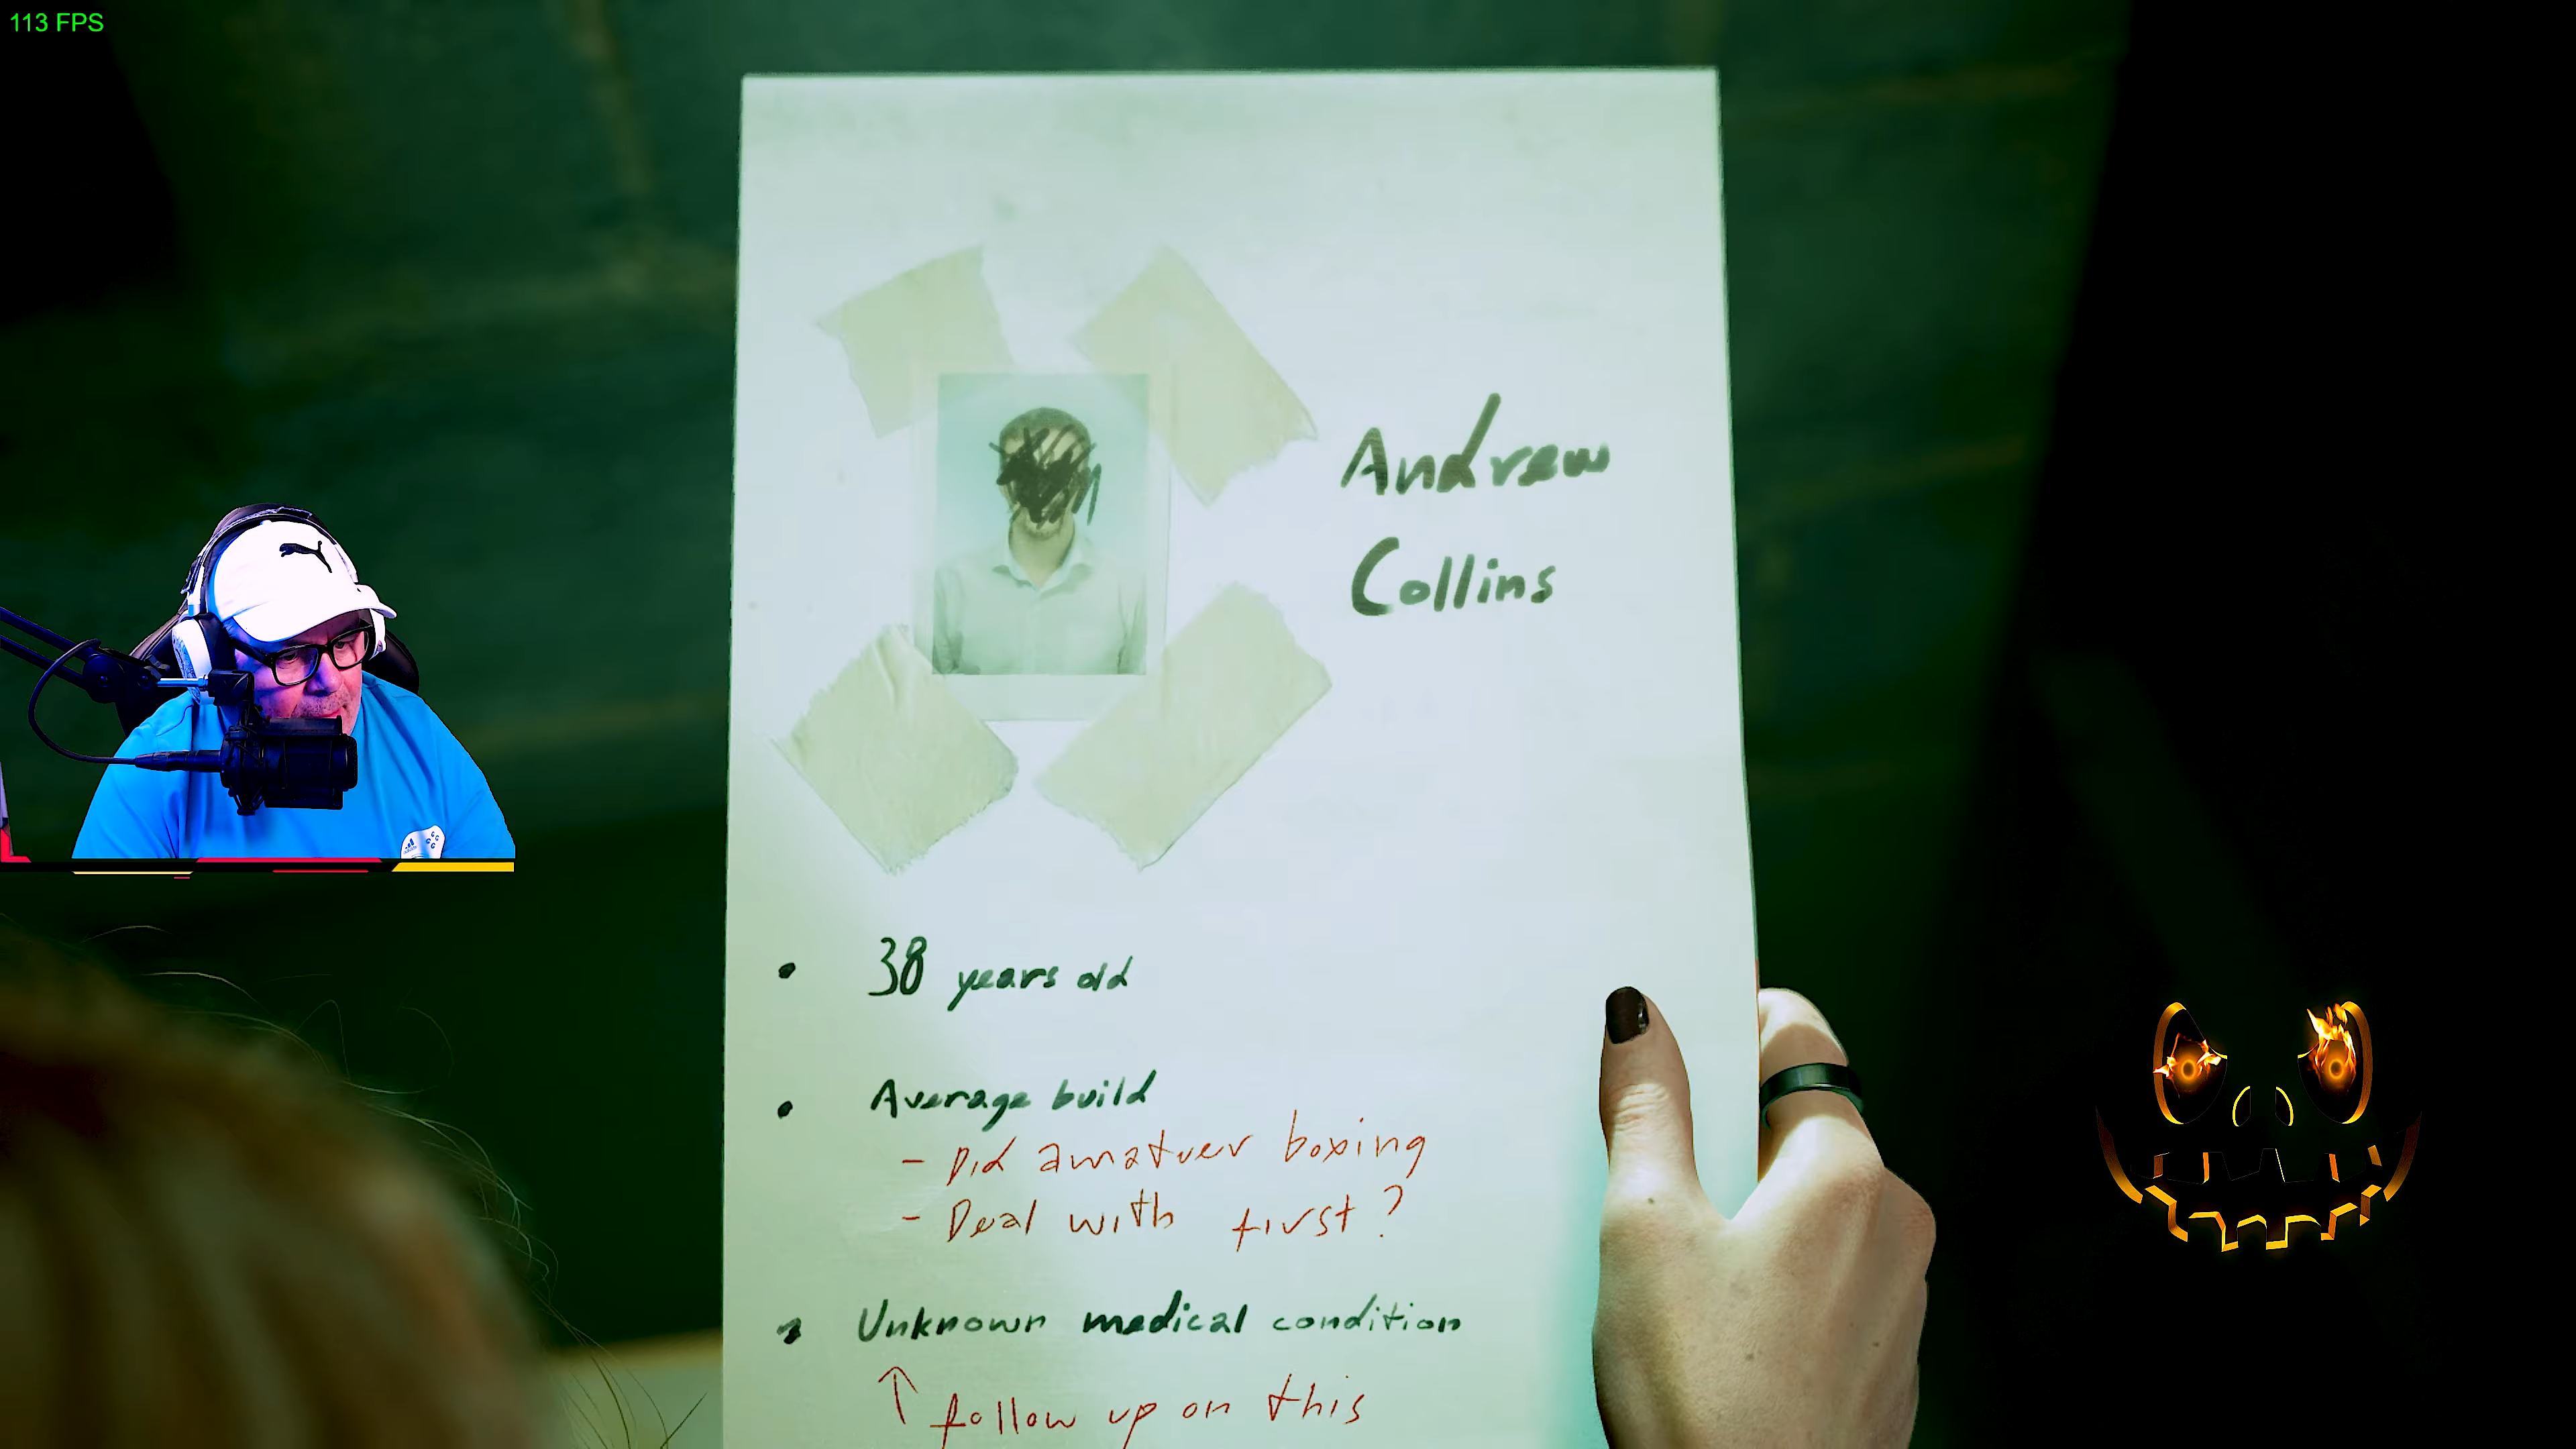 113 FPS
Andrew
Collins
38 years old
Average build
- Did amatuer boxing
- Deal with first?
Unknown medical condition
follow up on this